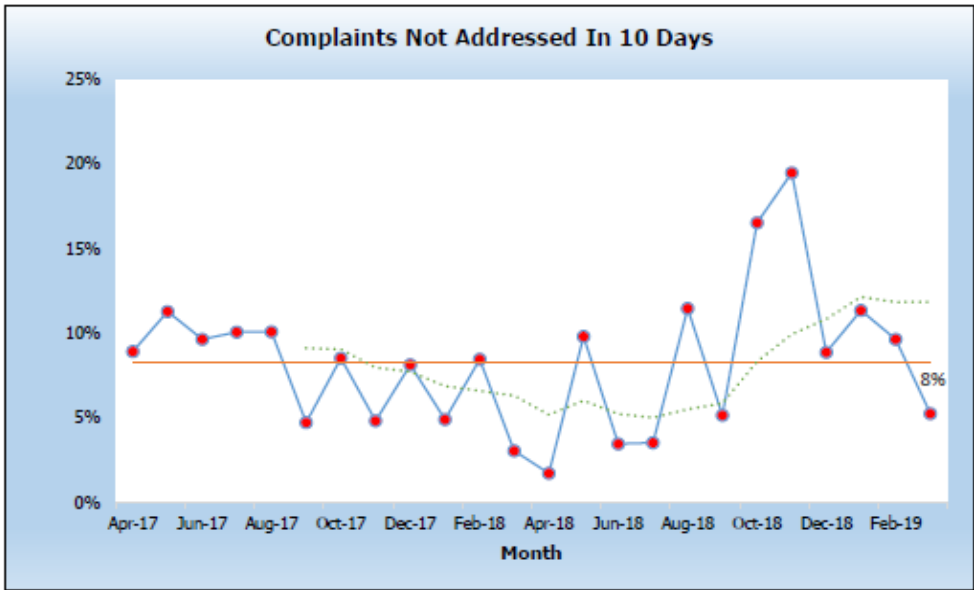 Complaints Not Addressed In 10 Days
25%
20%
15%
10%
8%
5%
0%
Apr-17 Jun-17 Aug-17 Oct-17 Dec-17 Feb-18 Apr-18 Jun-18 Aug-18 Oct-18 Dec-18 Feb-19
Month